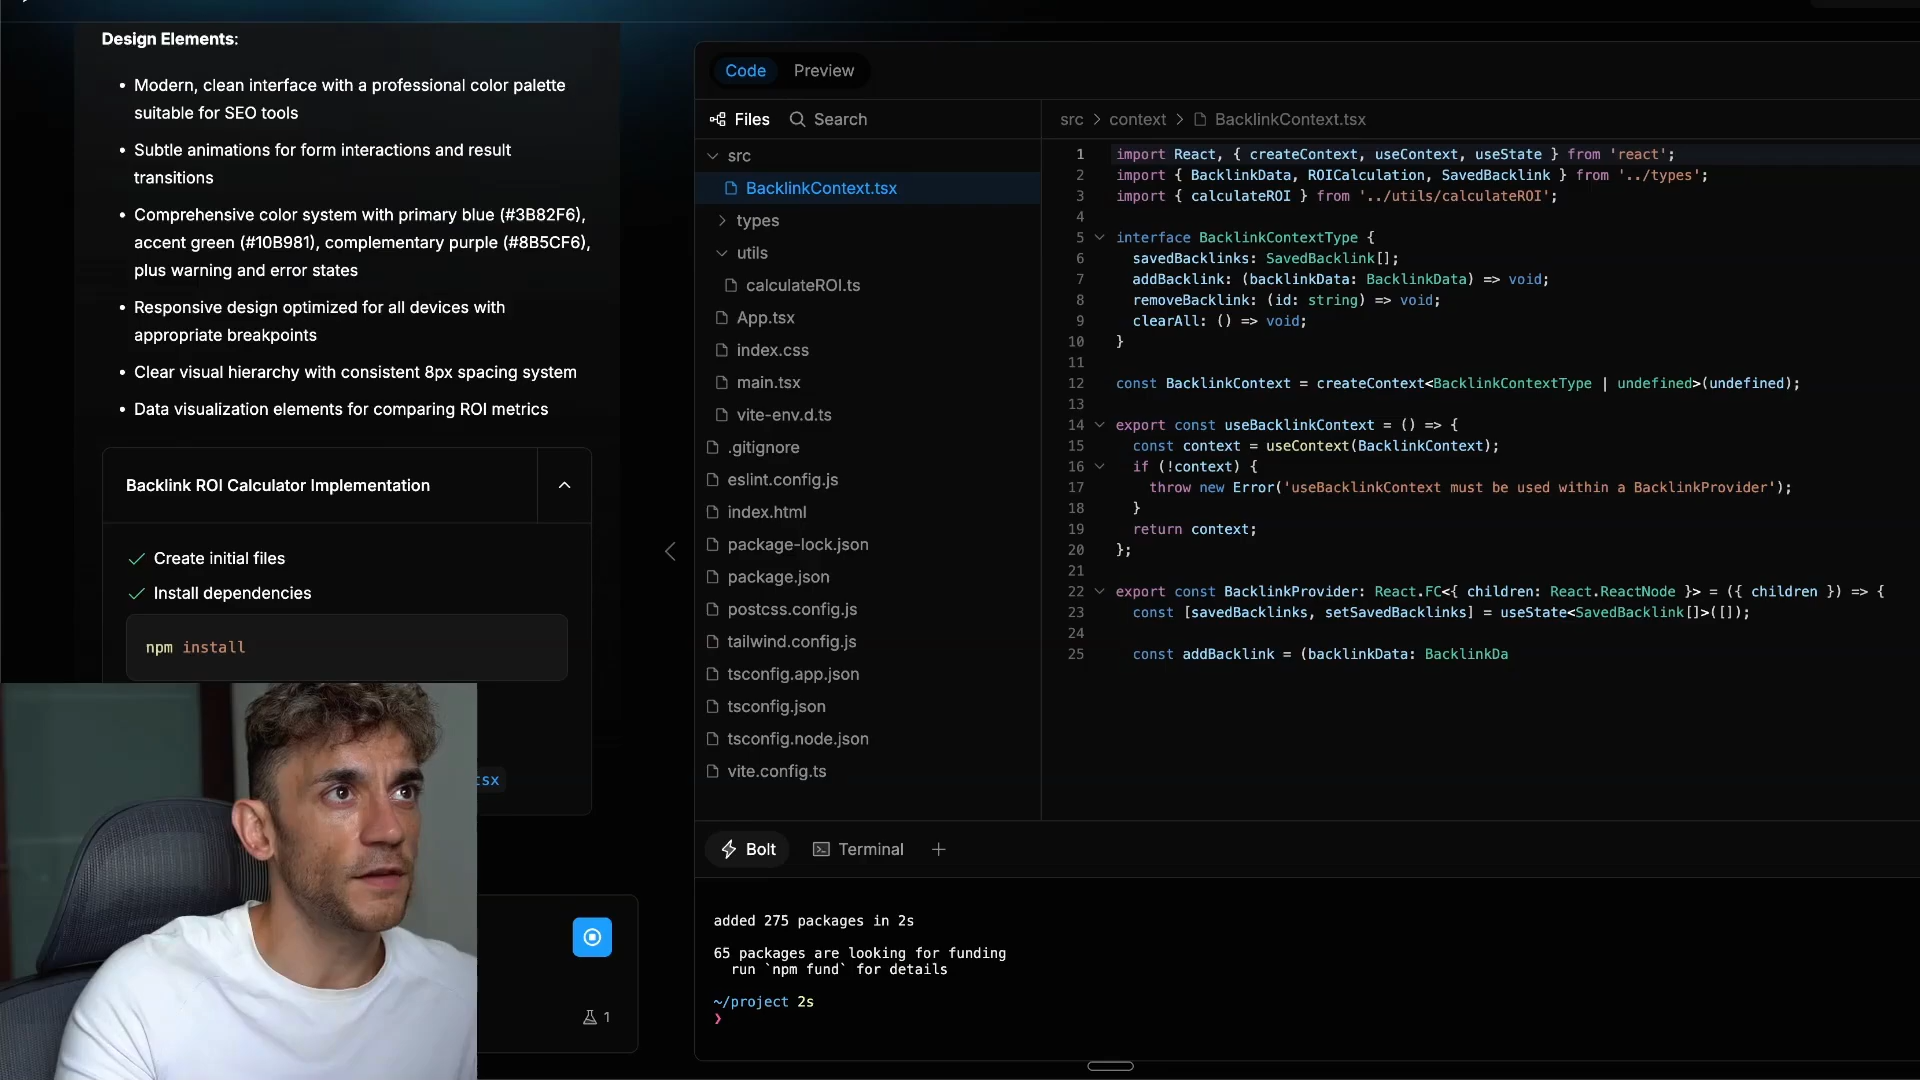 Design Elements:
• Modern, clean interface with a professional color palette
suitable for SEO tools
• Subtle animations for form interactions and result
transitions
• Comprehensive color system with primary blue (#3B82F6),
accent green (#10B981), complementary purple (#8B5CF6),
plus warning and error states
• Responsive design optimized for all devices with
appropriate breakpoints
• Clear visual hierarchy with consistent 8px spacing system
• Data visualization elements for comparing ROI metrics
Backlink ROI Calculator Implementation
Create initial files
Install dependencies
npm install
tsx
1
Code Preview
Files Search
src
BacklinkContext.tsx
types
utils
calculateROI.ts
App.tsx
index.css
main.tsx
vite-env.d.ts
.gitignore
eslint.config.js
index.html
package-lock.json
package.json
postcss.config.js
tailwind.config.js
tsconfig.app.json
tsconfig.json
tsconfig.node.json
vite.config.ts
src > context > BacklinkContext.tsx
1 import React, { createContext, useContext, useState } from 'react';
2 import { BacklinkData, ROICalculation, SavedBacklink } from '../types';
3 import { calculateROI } from '../utils/calculateROI';
4
5 interface BacklinkContextType {
6 savedBacklinks: SavedBacklink[];
7 addBacklink: (backlinkData: BacklinkData) => void;
8 removeBacklink: (id: string) => void;
9 clearAll: () => void;
10 }
11
12 const BacklinkContext = createContext<BacklinkContextType | undefined>(undefined);
13
14 export const useBacklinkContext = () => {
15 const context = useContext(BacklinkContext);
16 if (!context) {
17 throw new Error('useBacklinkContext must be used within a BacklinkProvider');
18 }
19 return context;
20 };
21
22 export const BacklinkProvider: React.FC<{ children: React.ReactNode }> = ({ children }) => {
23 const [savedBacklinks, setSavedBacklinks] = useState<SavedBacklink[]>([]);
24
25 const addBacklink = (backlinkData: BacklinkDa
Bolt Terminal +
added 275 packages in 2s
65 packages are looking for funding
run `npm fund` for details
~/project 2s
❯